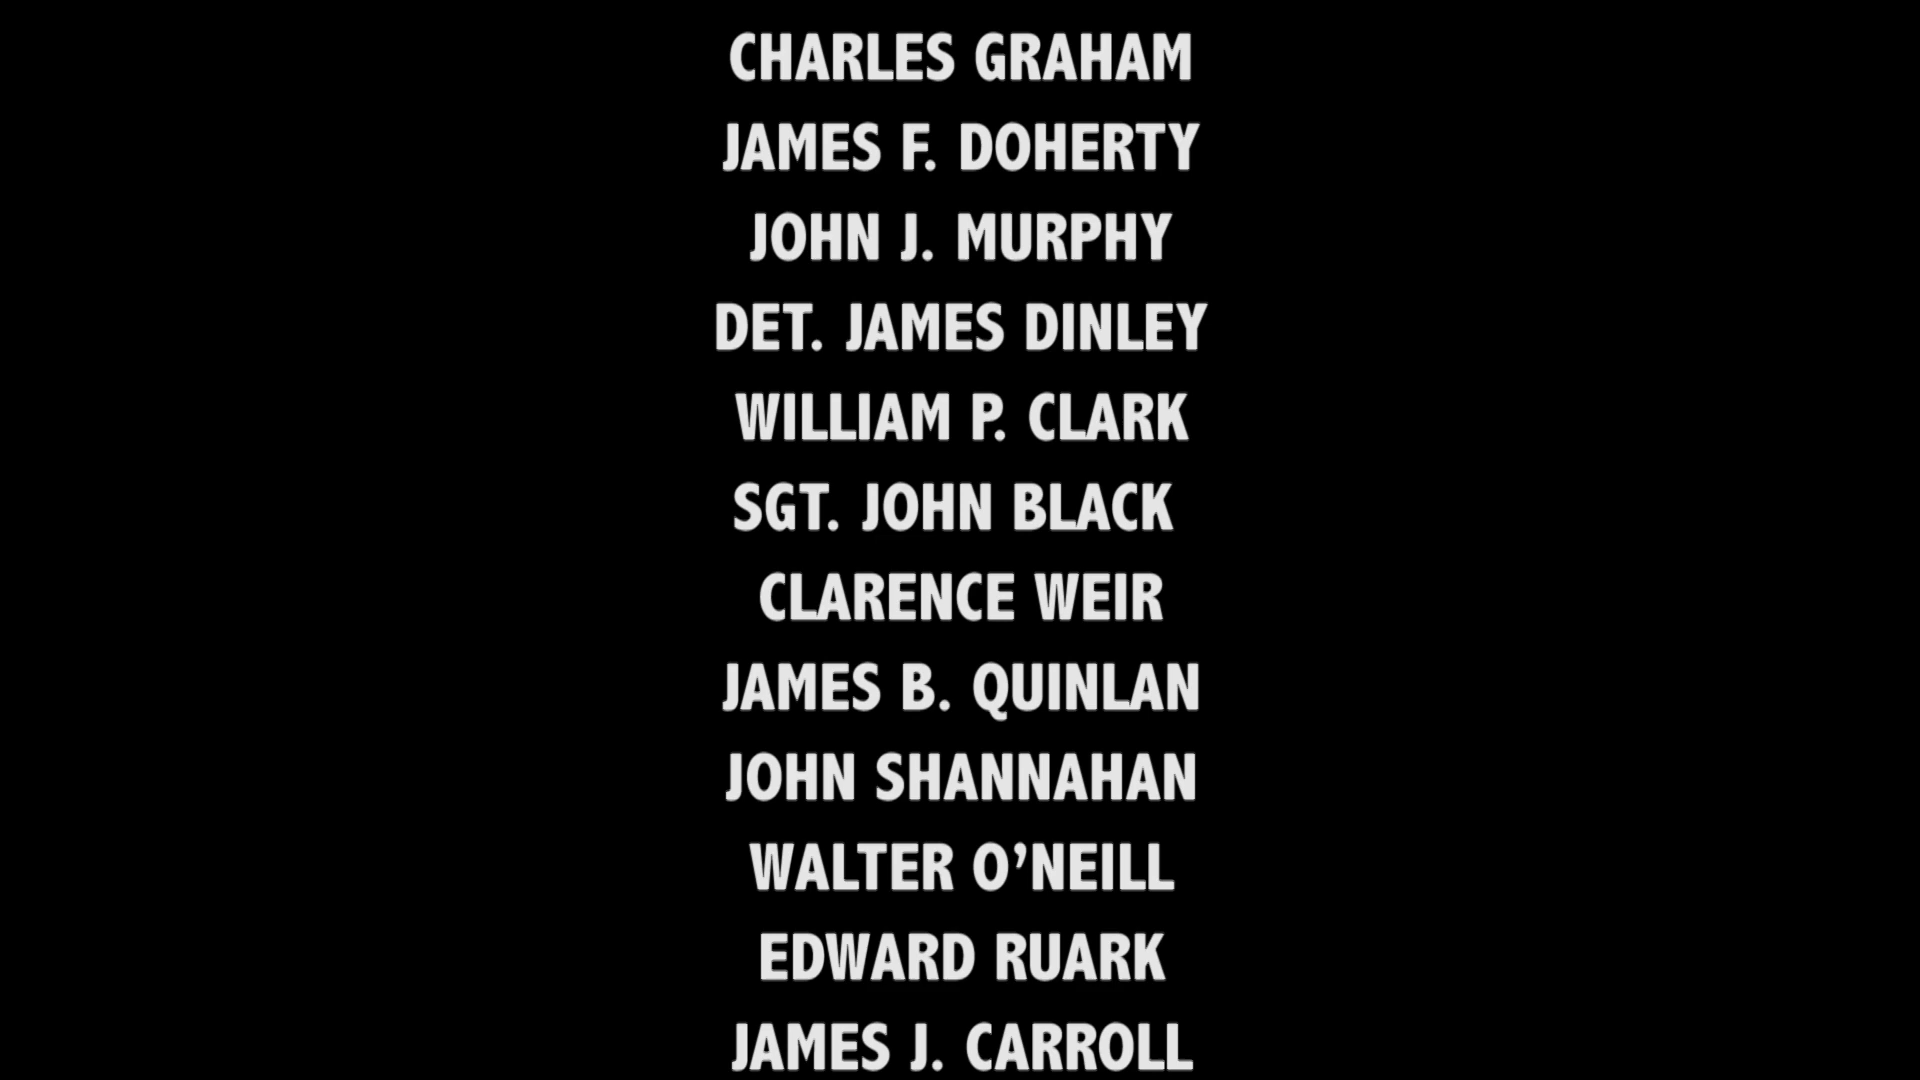 CHARLES GRAHAM
JAMES F. DOHERTY
JOHN J. MURPHY
DET. JAMES DINLEY
WILLIAM P. CLARK
SGT. JOHN BLACK
CLARENCE WEIR
JAMES B. QUINLAN
JOHN SHANNAHAN
WALTER O’NEILL
EDWARD RUARK
JAMES J. CARROLL